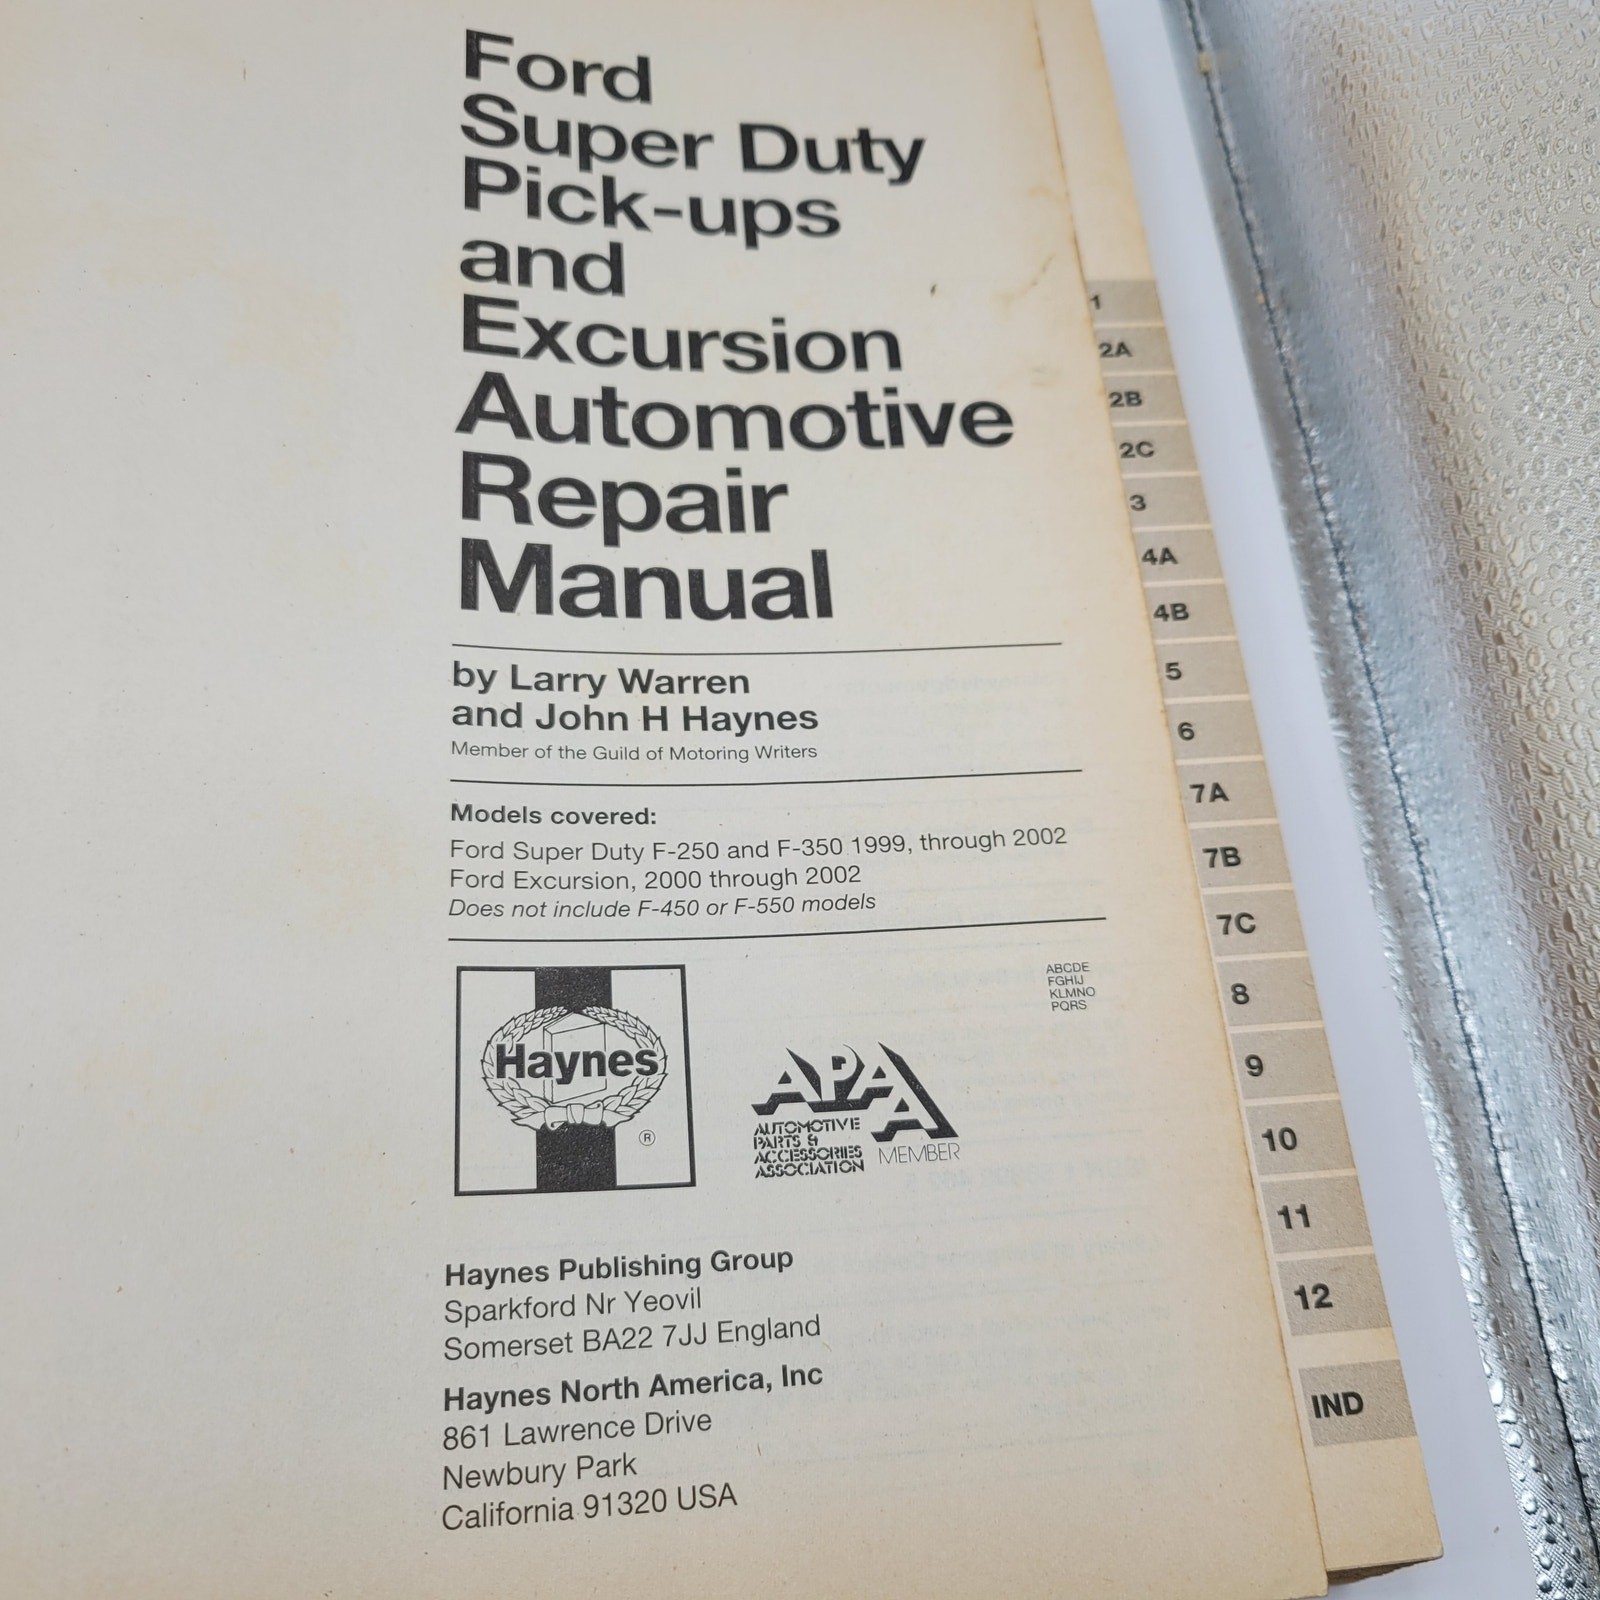 Ford
Super Duty
Pick-ups
and
Excursion
Automotive
Repair
Manual
by Larry Warren
and John H Haynes
Member of the Guild of Motoring Writers
Models covered:
Ford Super Duty F-250 and F-350 1999, through 2002
Ford Excursion, 2000 through 2002
Does not include F-450 or F-550 models
ABCDE
FGHIJ
KLMNO
PQRS
Haynes
®
APAA
AUTOMOTIVE
PARTS &
ACCESSORIES
ASSOCIATION
MEMBER
Haynes Publishing Group
Sparkford Nr Yeovil
Somerset BA22 7JJ England
Haynes North America, Inc
861 Lawrence Drive
Newbury Park
California 91320 USA
1
2A
2B
2C
3
4A
4B
5
6
7A
7B
7C
8
9
10
11
12
IND